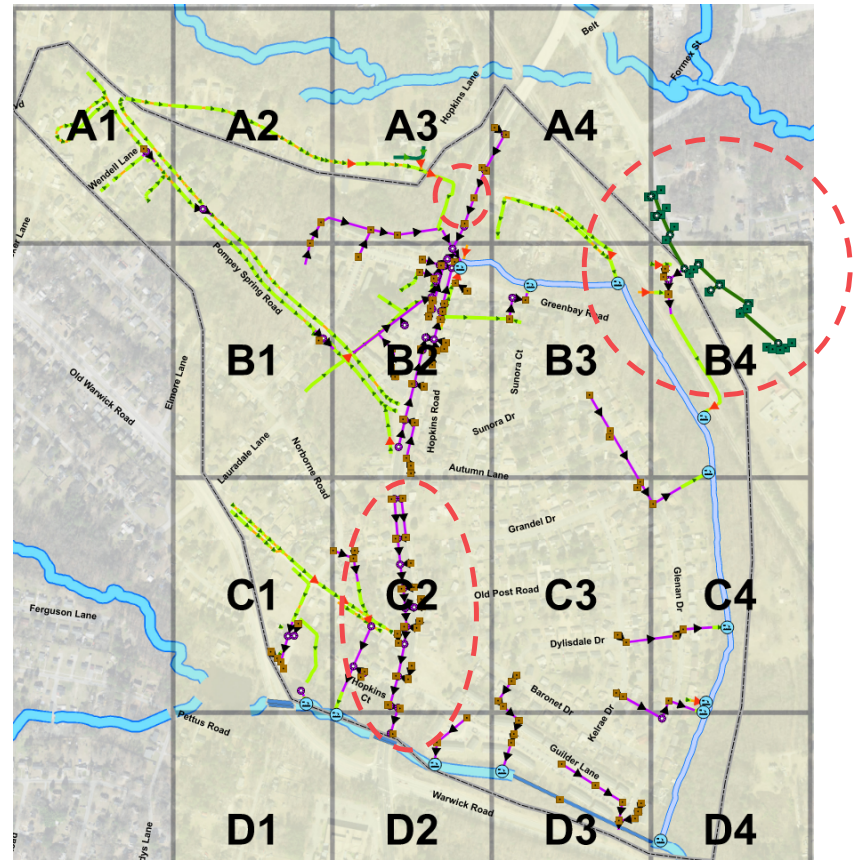 Belt
Formex St
Hopkins Lane
A1
A2
A3
A4
Wendell Lane
Pompey Spring Road
Greenbay Road
B1
B2
B3
B4
Elmore Lane
Old Warwick Road
Sunora Ct
Hopkins Road
Sunora Dr
Lauradale Lane
Norborne Road
Autumn Lane
Grandel Dr
C1
C2
C3
C4
Old Post Road
Glenan Dr
Ferguson Lane
Dylisdale Dr
Hopkins
Ct
Baronet Dr
Kelrae Dr
Pettus Road
Guilder Lane
Warwick Road
D1
D2
D3
D4